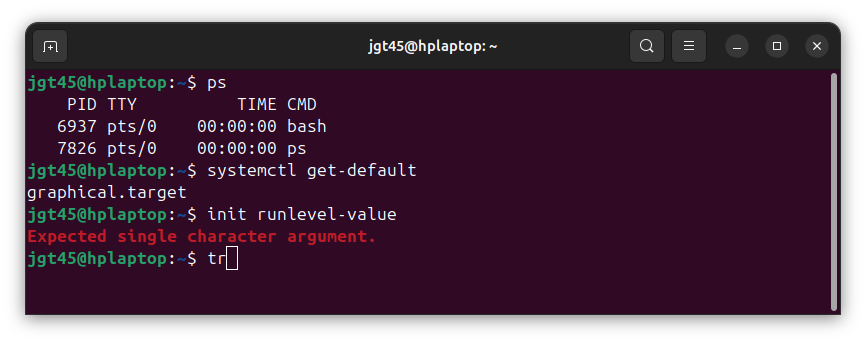 jgt45@hplaptop: ~
jgt45@hplaptop:~$ ps
    PID TTY          TIME CMD
   6937 pts/0    00:00:00 bash
   7826 pts/0    00:00:00 ps
jgt45@hplaptop:~$ systemctl get-default
graphical.target
jgt45@hplaptop:~$ init runlevel-value
Expected single character argument.
jgt45@hplaptop:~$ tr